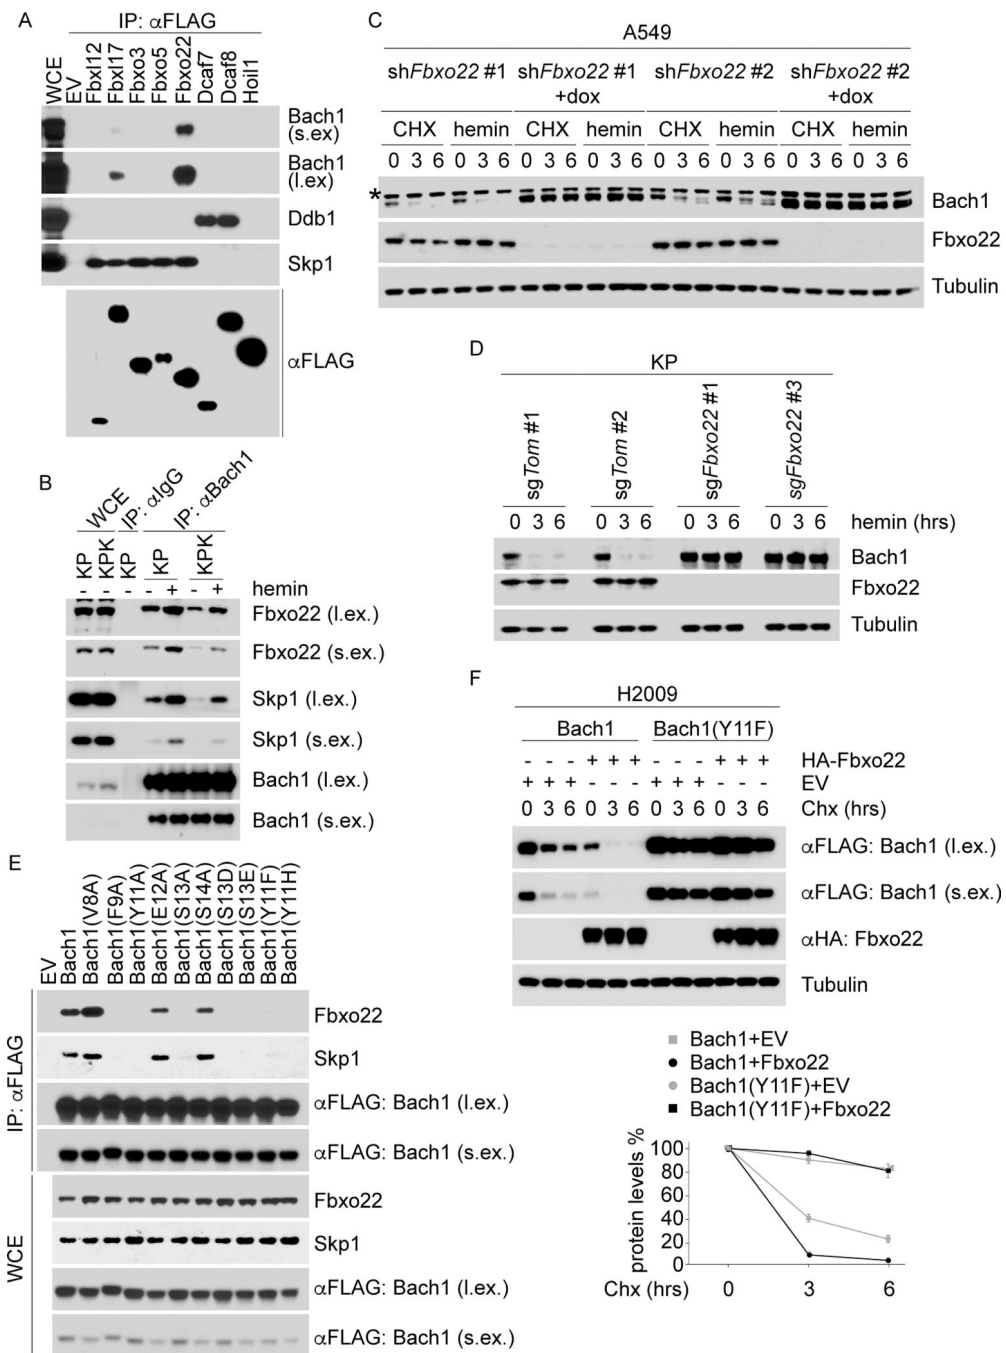 A
IP: αFLAG
WCE
EV
Fbxl12
Fbxl17
Fbxo3
Fbxo5
Fbxo22
Dcaf7
Dcaf8
Hoil1
Bach1
(s.ex)
Bach1
(l.ex)
Ddb1
Skp1
αFLAG
B
WCE
IP: αIgG
IP: αBach1
KP
KPK
KP
KP
KPK
- - - - + - + hemin
Fbxo22 (l.ex.)
Fbxo22 (s.ex.)
Skp1 (l.ex.)
Skp1 (s.ex.)
Bach1 (l.ex.)
Bach1 (s.ex.)
C
A549
shFbxo22 #1
shFbxo22 #1
+dox
shFbxo22 #2
shFbxo22 #2
+dox
CHX hemin CHX hemin CHX hemin CHX hemin
0 3 6 0 3 6 0 3 6 0 3 6 0 3 6 0 3 6 0 3 6 0 3 6
*
Bach1
Fbxo22
Tubulin
D
KP
sgTom #1
sgTom #2
sgFbxo22 #1
sgFbxo22 #3
0 3 6 0 3 6 0 3 6 0 3 6 hemin (hrs)
Bach1
Fbxo22
Tubulin
E
EV
Bach1
Bach1(V8A)
Bach1(F9A)
Bach1(Y11A)
Bach1(E12A)
Bach1(S13A)
Bach1(S14A)
Bach1(S13D)
Bach1(S13E)
Bach1(Y11F)
Bach1(Y11H)
IP: αFLAG
Fbxo22
Skp1
αFLAG: Bach1 (l.ex.)
αFLAG: Bach1 (s.ex.)
WCE
Fbxo22
Skp1
αFLAG: Bach1 (l.ex.)
αFLAG: Bach1 (s.ex.)
F
H2009
Bach1 Bach1(Y11F)
- - - + + + - - - + + + HA-Fbxo22
+ + + - - - + + + - - - EV
0 3 6 0 3 6 0 3 6 0 3 6 Chx (hrs)
αFLAG: Bach1 (l.ex.)
αFLAG: Bach1 (s.ex.)
αHA: Fbxo22
Tubulin
Bach1+EV
Bach1+Fbxo22
Bach1(Y11F)+EV
Bach1(Y11F)+Fbxo22
protein levels %
100
80
60
40
20
0
Chx (hrs) 0 3 6